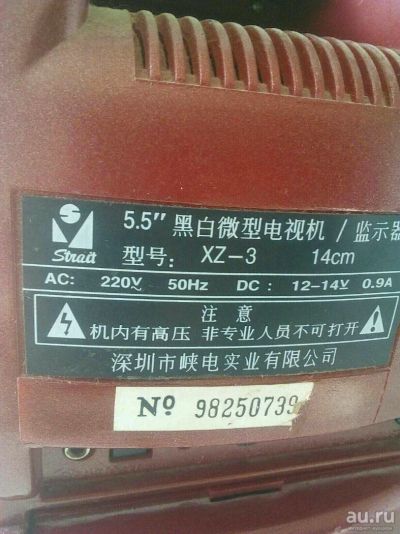 5.5″ 黑白微型电视机 / 监示器
Strait
型号: XZ-3 14cm
AC: 220V 50Hz DC: 12-14V 0.9A
注 意
机内有高压 非专业人员不可打开
深圳市峡电实业有限公司
Nº 98250739
au.ru